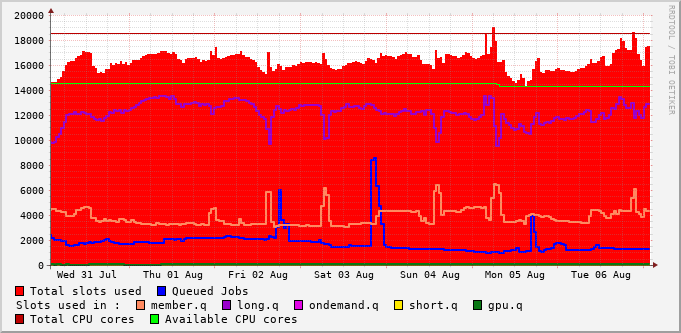 20000
18000
16000
14000
12000
10000
8000
6000
4000
2000
0
Wed 31 Jul Thu 01 Aug Fri 02 Aug Sat 03 Aug Sun 04 Aug Mon 05 Aug Tue 06 Aug
Total slots used Queued Jobs
Slots used in : member.q long.q ondemand.q short.q gpu.q
Total CPU cores Available CPU cores
RRDTOOL / TOBI OETIKER